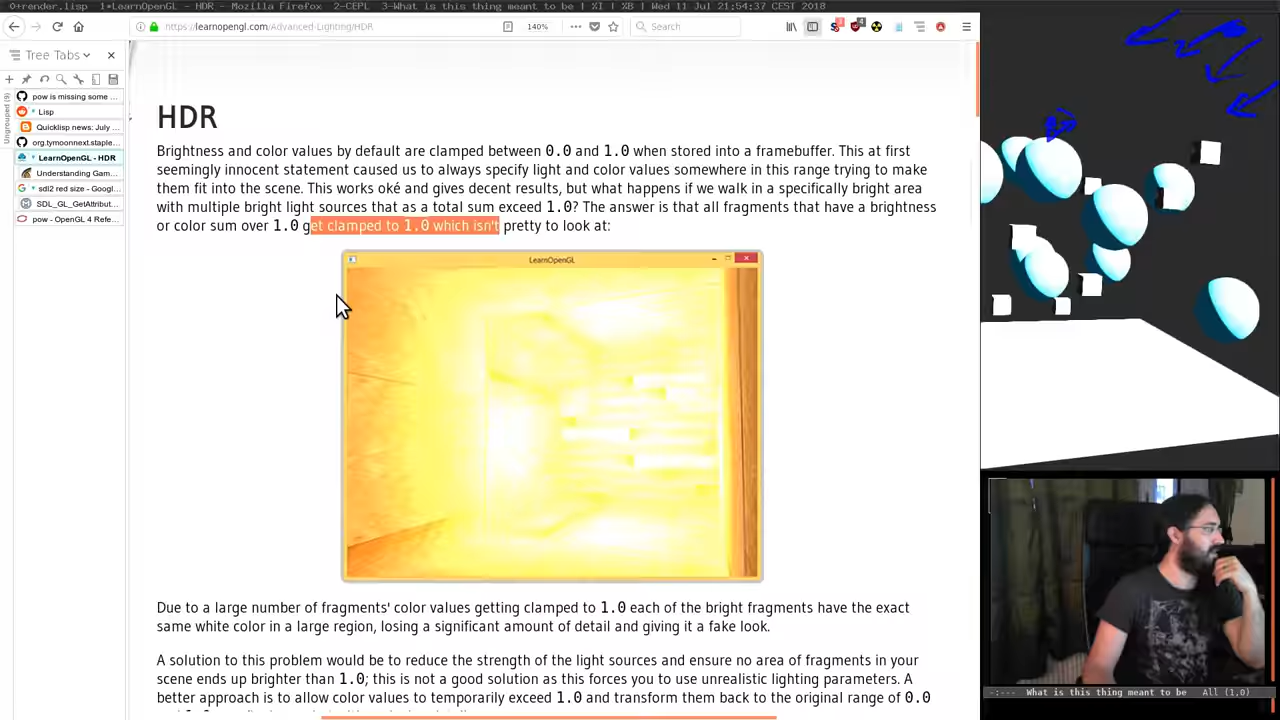 0*render.lisp 1*LearnOpenGL - HDR - Mozilla Firefox 2-CEPL 3-What is this thing meant to be | %I | %B | Wed 11 Jul 21:54:37 CEST 2018
https://learnopengl.com/Advanced-Lighting/HDR 140% Search
Tree Tabs
Ungrouped (9)
pow is missing some ...
Lisp
Quicklisp news: July ...
org.tymoonnext.staple...
LearnOpenGL - HDR
Understanding Gam...
sdl2 red size - Googl...
SDL_GL_GetAttribut...
pow - OpenGL 4 Refe...
HDR
Brightness and color values by default are clamped between 0.0 and 1.0 when stored into a framebuffer. This at first
seemingly innocent statement caused us to always specify light and color values somewhere in this range trying to make
them fit into the scene. This works oké and gives decent results, but what happens if we walk in a specifically bright area
with multiple bright light sources that as a total sum exceed 1.0? The answer is that all fragments that have a brightness
or color sum over 1.0 get clamped to 1.0 which isn't pretty to look at:
LearnOpenGL
Due to a large number of fragments' color values getting clamped to 1.0 each of the bright fragments have the exact
same white color in a large region, losing a significant amount of detail and giving it a fake look.
A solution to this problem would be to reduce the strength of the light sources and ensure no area of fragments in your
scene ends up brighter than 1.0; this is not a good solution as this forces you to use unrealistic lighting parameters. A
better approach is to allow color values to temporarily exceed 1.0 and transform them back to the original range of 0.0
-:--- What is this thing meant to be All (1,0)